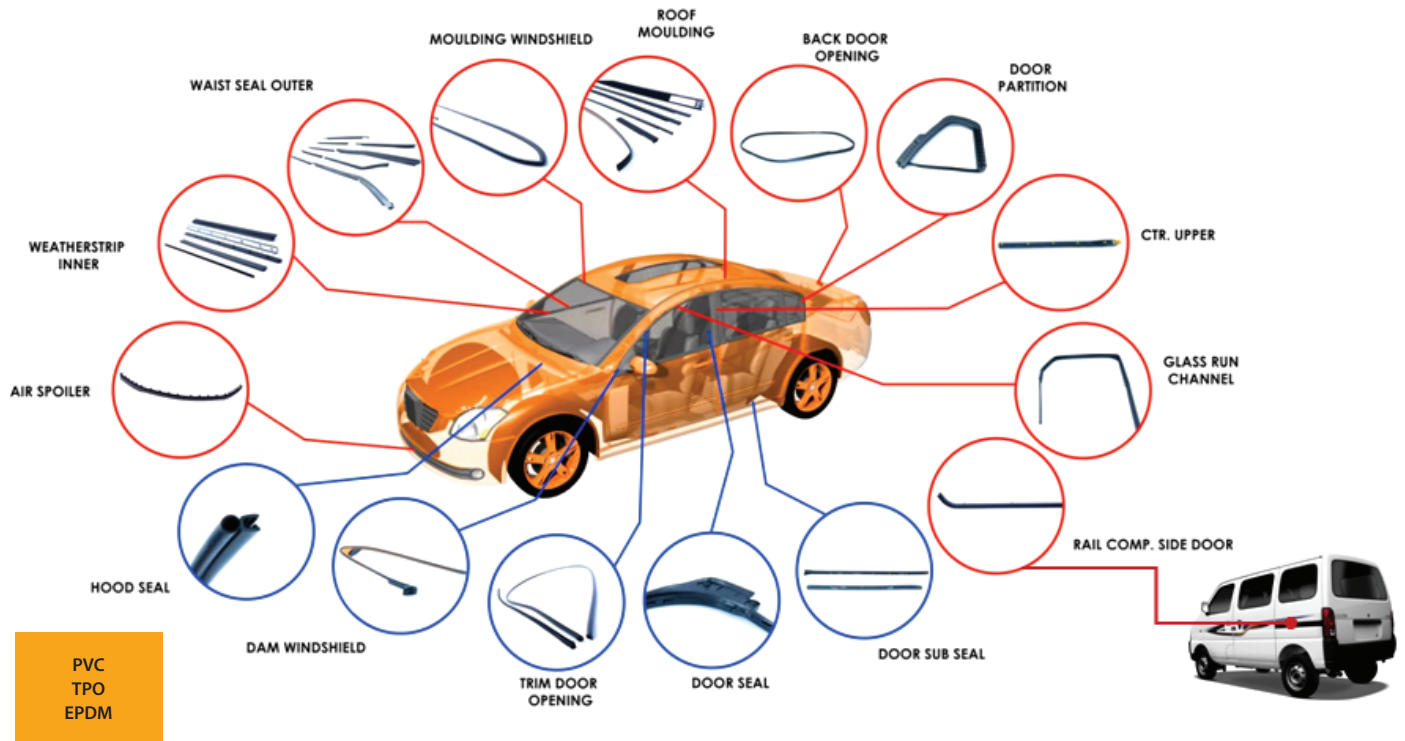 ROOF
MOULDING
MOULDING WINDSHIELD
BACK DOOR
OPENING
DOOR
PARTITION
WAIST SEAL OUTER
WEATHERSTRIP
INNER
CTR. UPPER
AIR SPOILER
GLASS RUN
CHANNEL
RAIL COMP. SIDE DOOR
HOOD SEAL
DAM WINDSHIELD
TRIM DOOR
OPENING
DOOR SEAL
DOOR SUB SEAL
PVC
TPO
EPDM